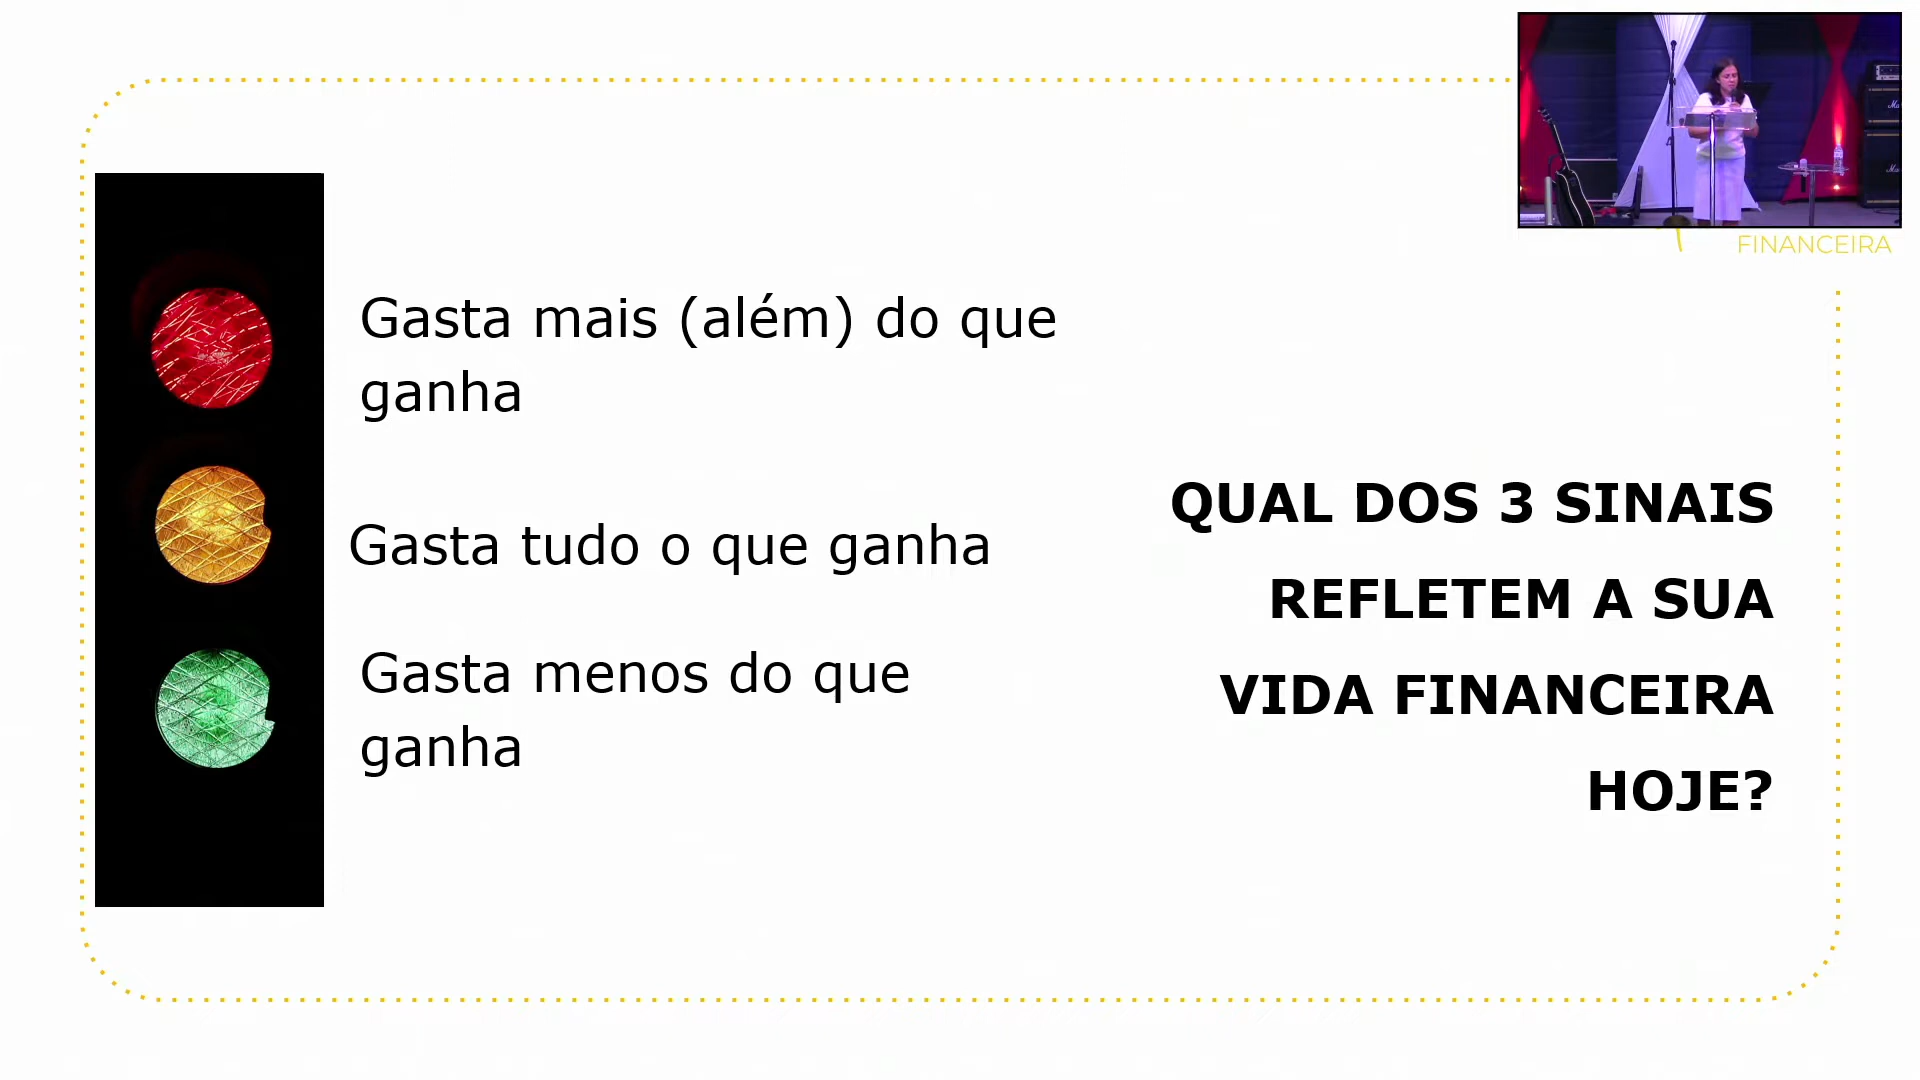 FINANCEIRA
Gasta mais (além) do que
ganha
Gasta tudo o que ganha
Gasta menos do que
ganha
QUAL DOS 3 SINAIS
REFLETEM A SUA
VIDA FINANCEIRA
HOJE?